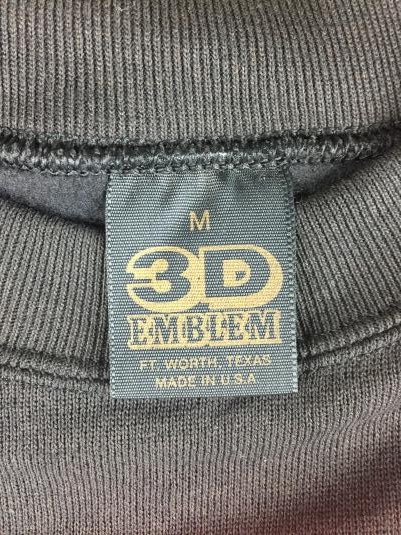 M
3D
EMBLEM
FT. WORTH, TEXAS
MADE IN U.S.A